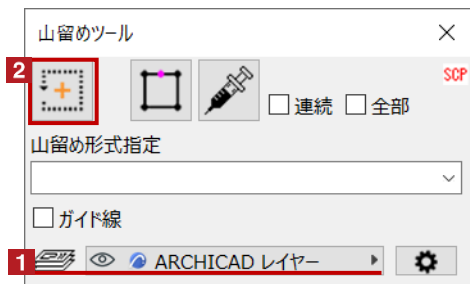 山留めツール
2
SCP
連続 全部
山留め形式指定
ガイド線
1 ARCHICAD レイヤー